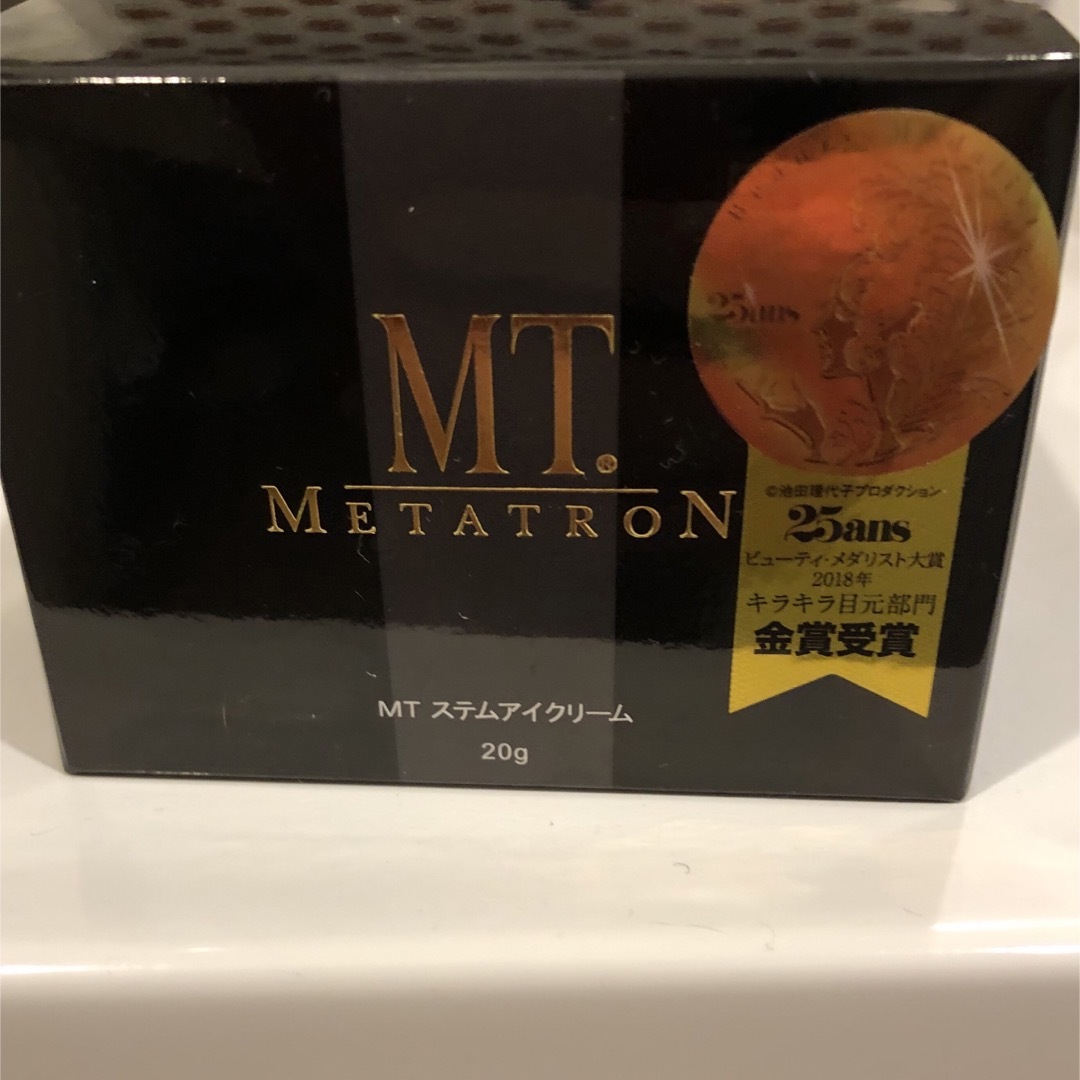 MT®
METATRON
MT ステムアイクリーム
20g
25ans
©池田理代子プロダクション
25ans
ビューティ・メダリスト大賞
2018年
キラキラ目元部門
金賞受賞